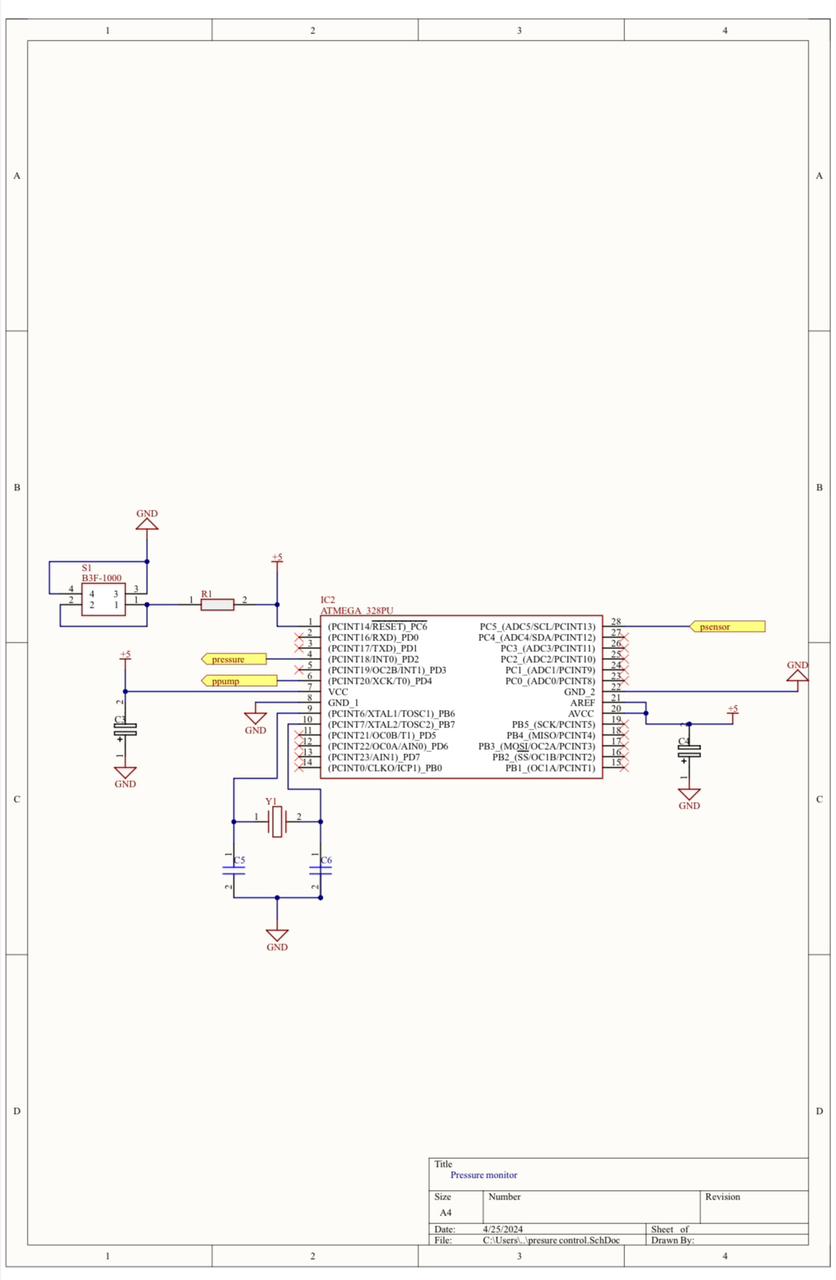 1 2 3 4
A A
B B
GND
S1
B3F-1000
4 4 3 3
2 2 1 1
1 R1 2
+5
IC2
ATMEGA_328PU
1 (PCINT14/RESET)_PC6 PC5_(ADC5/SCL/PCINT13) 28 psensor
2 (PCINT16/RXD)_PD0 PC4_(ADC4/SDA/PCINT12) 27
3 (PCINT17/TXD)_PD1 PC3_(ADC3/PCINT11) 26
pressure 4 (PCINT18/INT0)_PD2 PC2_(ADC2/PCINT10) 25
5 (PCINT19/OC2B/INT1)_PD3 PC1_(ADC1/PCINT9) 24
ppump 6 (PCINT20/XCK/T0)_PD4 PC0_(ADC0/PCINT8) 23
7 VCC GND_2 22
8 GND_1 AREF 21
9 (PCINT6/XTAL1/TOSC1)_PB6 AVCC 20
10 (PCINT7/XTAL2/TOSC2)_PB7 PB5_(SCK/PCINT5) 19
11 (PCINT21/OC0B/T1)_PD5 PB4_(MISO/PCINT4) 18
12 (PCINT22/OC0A/AIN0)_PD6 PB3_(MOSI/OC2A/PCINT3) 17
13 (PCINT23/AIN1)_PD7 PB2_(SS/OC1B/PCINT2) 16
14 (PCINT0/CLKO/ICP1)_PB0 PB1_(OC1A/PCINT1) 15
+5
2
C3
+
1
GND
GND
GND
+5
2
C4
+
1
GND
C C
Y1
1 2
1 C5 1 C6
2 2
GND
D D
Title
Pressure monitor
Size Number Revision
A4
Date: 4/25/2024 Sheet of
File: C:\Users\..\presure control.SchDoc Drawn By:
1 2 3 4